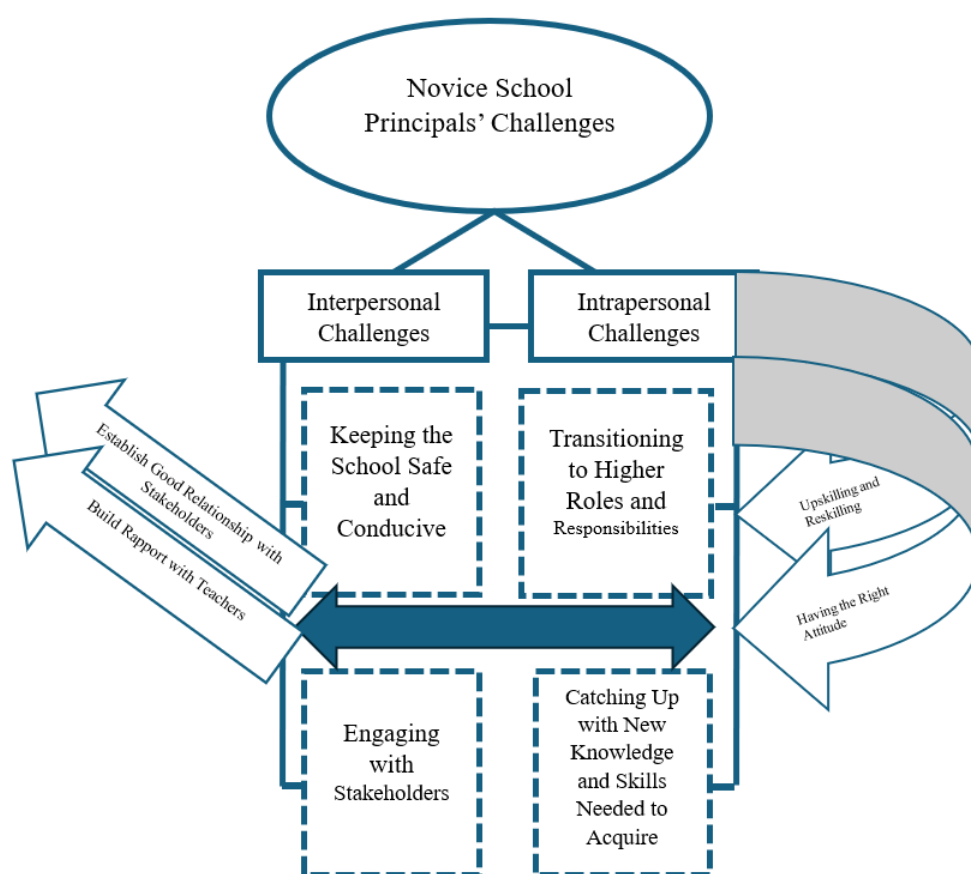 Novice School
Principals’ Challenges
Interpersonal
Challenges
Intrapersonal
Challenges
Establish Good Relationship with
Stakeholders
Build Rapport with Teachers
Keeping the
School Safe
and
Conducive
Transitioning
to Higher
Roles and
Responsibilities
Upskilling and
Reskilling
Having the Right
Attitude
Engaging
with
Stakeholders
Catching Up
with New
Knowledge
and Skills
Needed to
Acquire